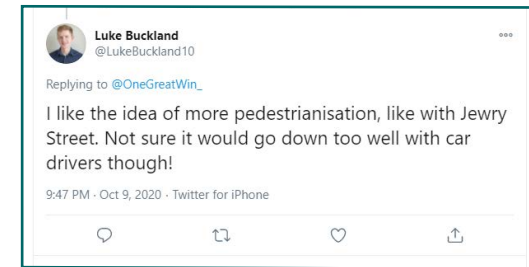 Luke Buckland
@LukeBuckland10
Replying to @OneGreatWin_
I like the idea of more pedestrianisation, like with Jewry
Street. Not sure it would go down too well with car
drivers though!
9:47 PM · Oct 9, 2020 · Twitter for iPhone